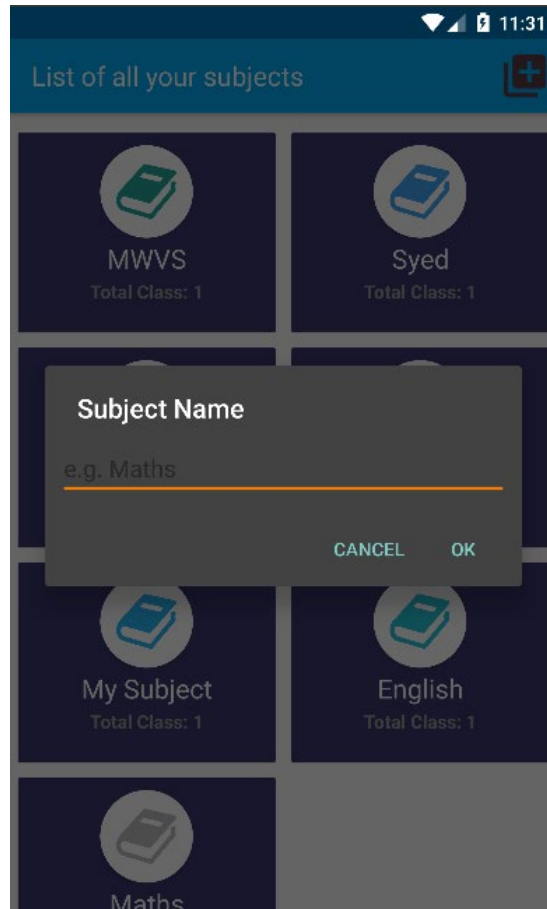 11:31
List of all your subjects
MWVS
Total Class: 1
Syed
Total Class: 1
Subject Name
e.g. Maths
CANCEL OK
My Subject
Total Class: 1
English
Total Class: 1
Maths